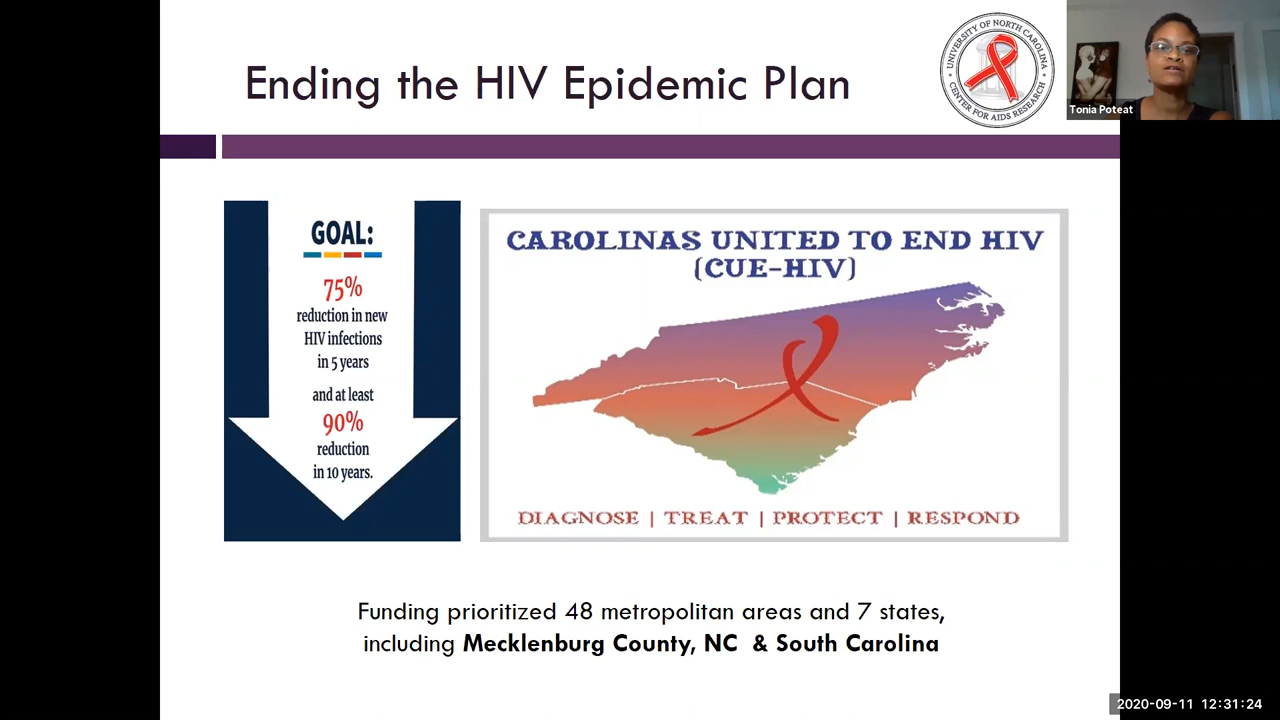 Ending the HIV Epidemic Plan
UNIVERSITY OF NORTH CAROLINA
CENTER FOR AIDS RESEARCH
Tonia Poteat
GOAL:
75%
reduction in new
HIV infections
in 5 years
and at least
90%
reduction
in 10 years.
CAROLINAS UNITED TO END HIV
(CUE-HIV)
DIAGNOSE | TREAT | PROTECT | RESPOND
Funding prioritized 48 metropolitan areas and 7 states,
including Mecklenburg County, NC & South Carolina
2020-09-11 12:31:24